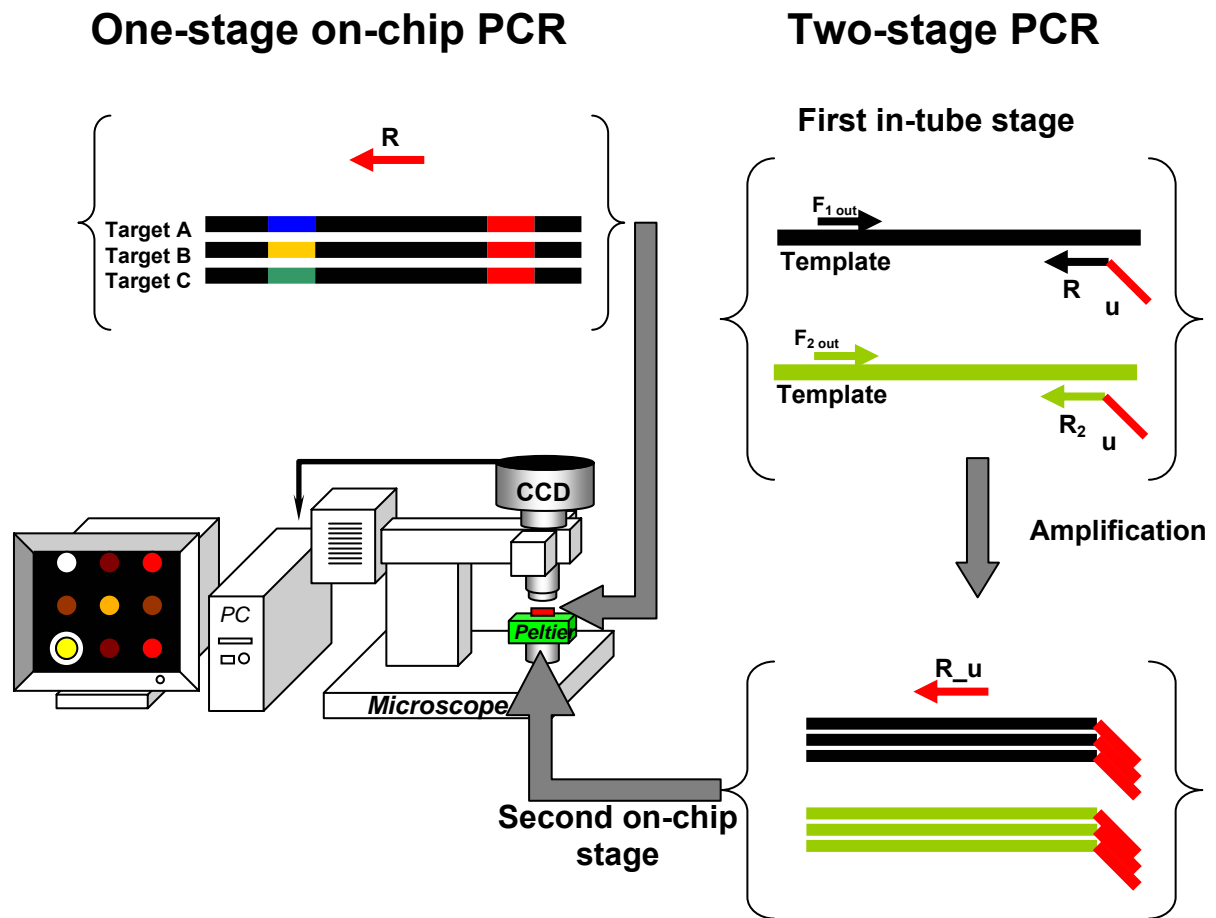 One-stage on-chip PCR
Two-stage PCR
R
Target A
Target B
Target C
First in-tube stage
F1 out
Template
R
u
F2 out
Template
R2
u
Amplification
CCD
PC
Peltier
Microscope
R_u
Second on-chip
stage